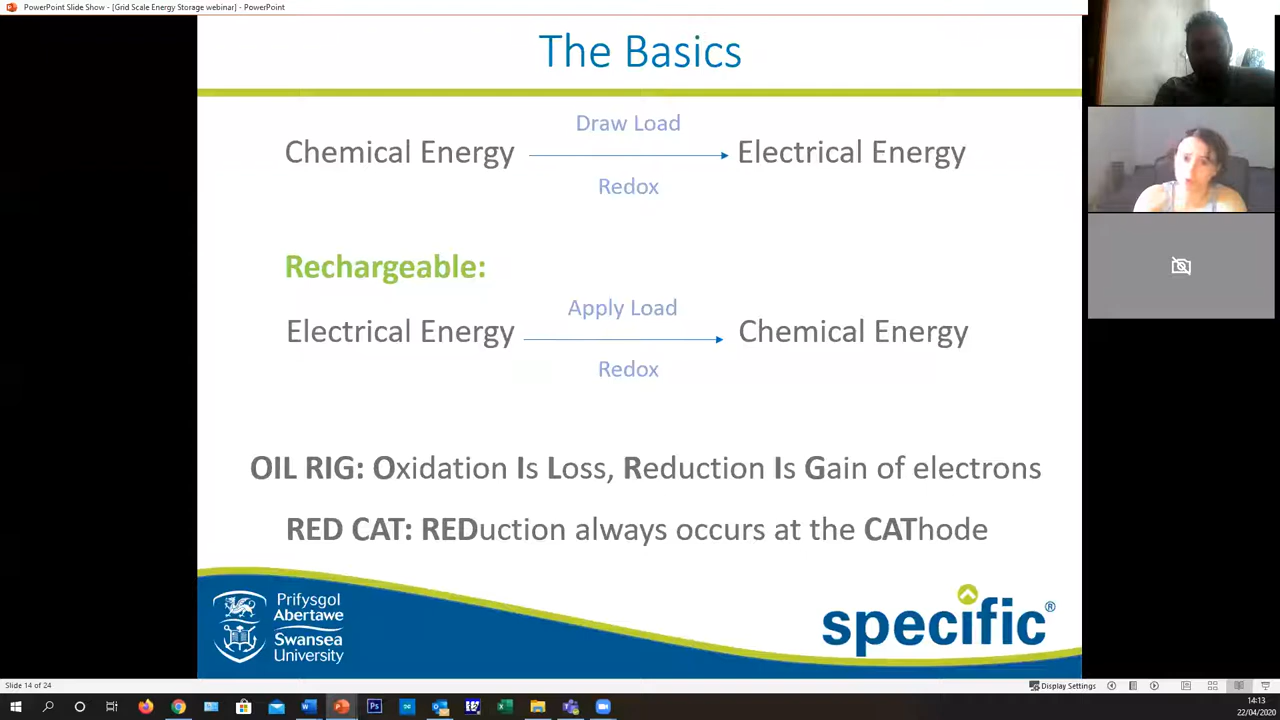 PowerPoint Slide Show - [Grid Scale Energy Storage webinar] - PowerPoint
The Basics
Draw Load
Chemical Energy
Electrical Energy
Redox
Rechargeable:
Apply Load
Electrical Energy
Chemical Energy
Redox
OIL RIG: Oxidation Is Loss, Reduction Is Gain of electrons
RED CAT: REDuction always occurs at the CAThode
Prifysgol
Abertawe
Swansea
University
specific®
Slide 14 of 24
Display Settings
14:13
22/04/2020